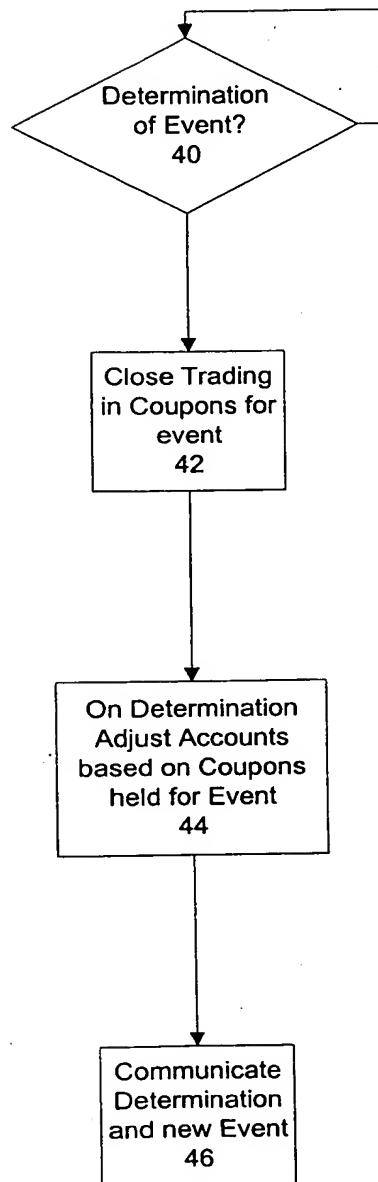 Determination
of Event?
40
Close Trading
in Coupons for
event
42
On Determination
Adjust Accounts
based on Coupons
held for Event
44
Communicate
Determination
and new Event
46